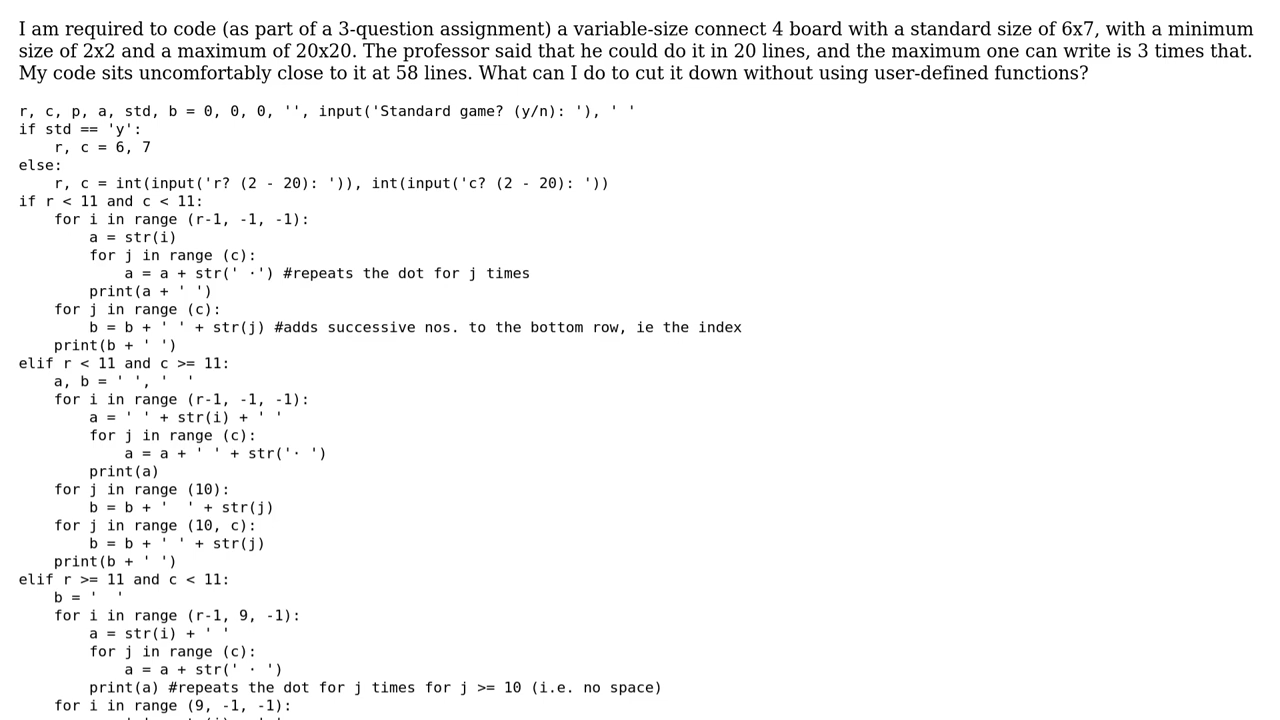 I am required to code (as part of a 3-question assignment) a variable-size connect 4 board with a standard size of 6x7, with a minimum
size of 2x2 and a maximum of 20x20. The professor said that he could do it in 20 lines, and the maximum one can write is 3 times that.
My code sits uncomfortably close to it at 58 lines. What can I do to cut it down without using user-defined functions?
r, c, p, a, std, b = 0, 0, 0, '', input('Standard game? (y/n): '), ' '
if std == 'y':
    r, c = 6, 7
else:
    r, c = int(input('r? (2 - 20): ')), int(input('c? (2 - 20): '))
if r < 11 and c < 11:
    for i in range (r-1, -1, -1):
        a = str(i)
        for j in range (c):
            a = a + str(' ·') #repeats the dot for j times
        print(a + ' ')
    for j in range (c):
        b = b + ' ' + str(j) #adds successive nos. to the bottom row, ie the index
    print(b + ' ')
elif r < 11 and c >= 11:
    a, b = ' ', '  '
    for i in range (r-1, -1, -1):
        a = ' ' + str(i) + ' '
        for j in range (c):
            a = a + ' ' + str('· ')
        print(a)
    for j in range (10):
        b = b + '  ' + str(j)
    for j in range (10, c):
        b = b + ' ' + str(j)
    print(b + ' ')
elif r >= 11 and c < 11:
    b = '  '
    for i in range (r-1, 9, -1):
        a = str(i) + ' '
        for j in range (c):
            a = a + str(' · ')
        print(a) #repeats the dot for j times for j >= 10 (i.e. no space)
    for i in range (9, -1, -1):